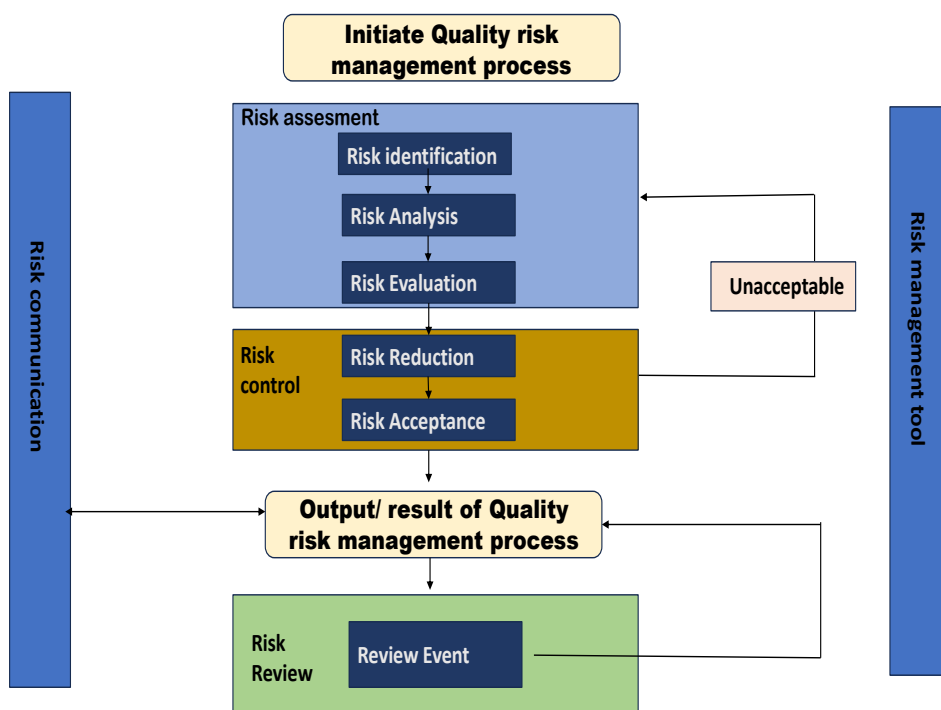 Initiate Quality risk
management process
Risk assesment
Risk identification
Risk Analysis
Risk Evaluation
Risk
control
Risk Reduction
Risk Acceptance
Unacceptable
Risk communication
Risk management tool
Output/ result of Quality
risk management process
Risk
Review
Review Event